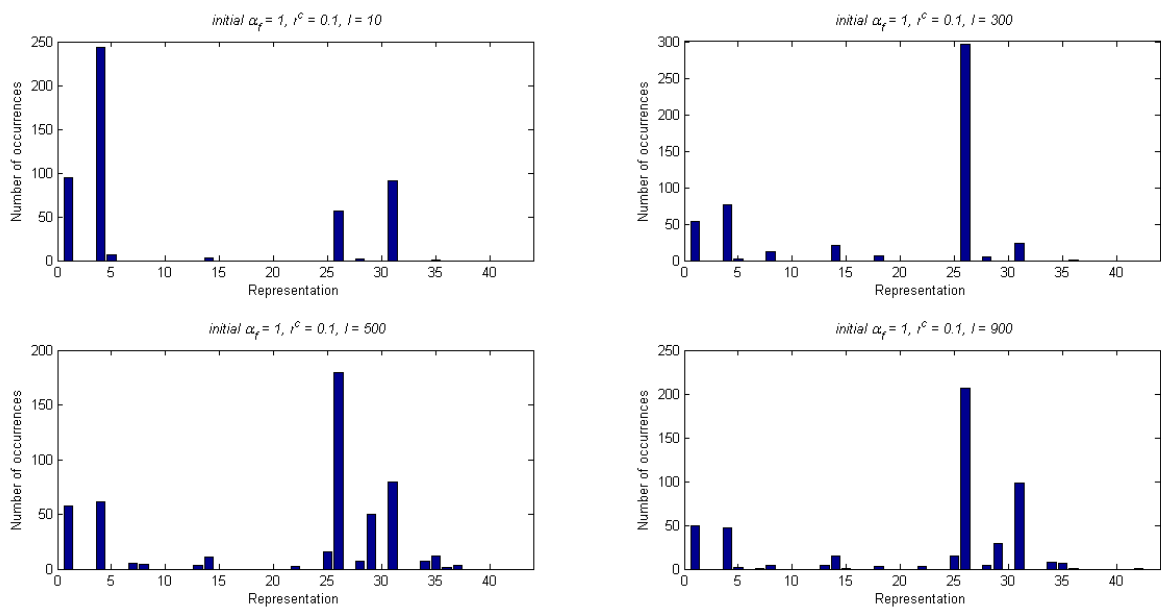 initial α_f = 1, r^c = 0.1, l = 10
250
200
150
100
50
0
Number of occurrences
0 5 10 15 20 25 30 35 40
Representation
initial α_f = 1, r^c = 0.1, l = 300
300
250
200
150
100
50
0
Number of occurrences
0 5 10 15 20 25 30 35 40
Representation
initial α_f = 1, r^c = 0.1, l = 500
200
150
100
50
0
Number of occurrences
0 5 10 15 20 25 30 35 40
Representation
initial α_f = 1, r^c = 0.1, l = 900
250
200
150
100
50
0
Number of occurrences
0 5 10 15 20 25 30 35 40
Representation